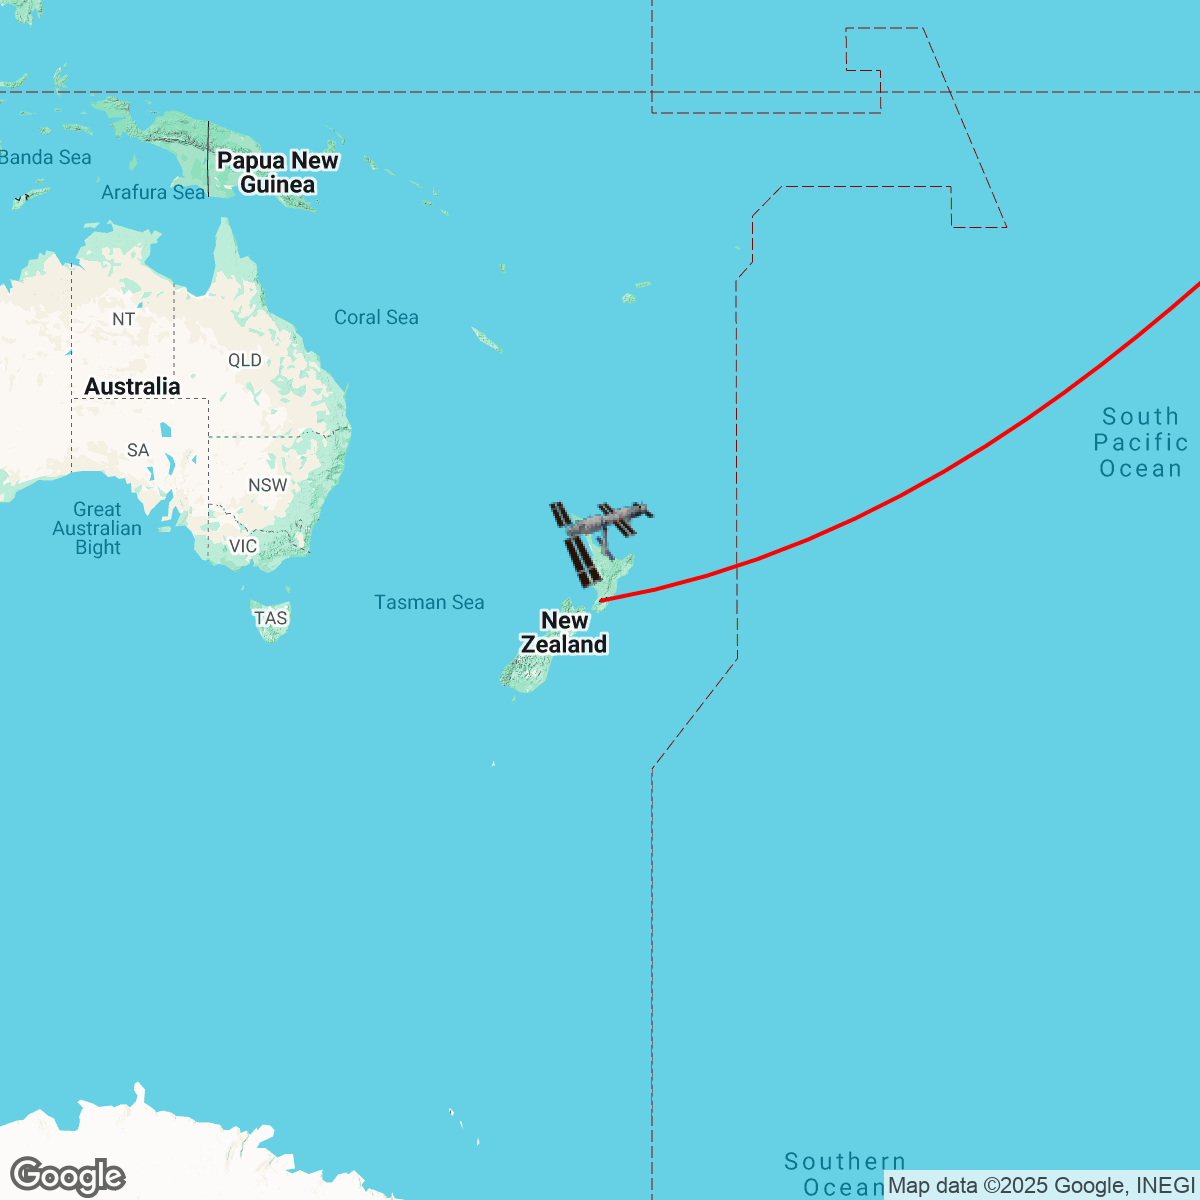 Banda Sea
Papua New
Guinea
Arafura Sea
NT
Coral Sea
QLD
Australia
South
Pacific
Ocean
SA
NSW
Great
Australian
Bight
VIC
Tasman Sea
TAS
New
Zealand
Southern
Ocean
Google
Map data ©2025 Google, INEGI